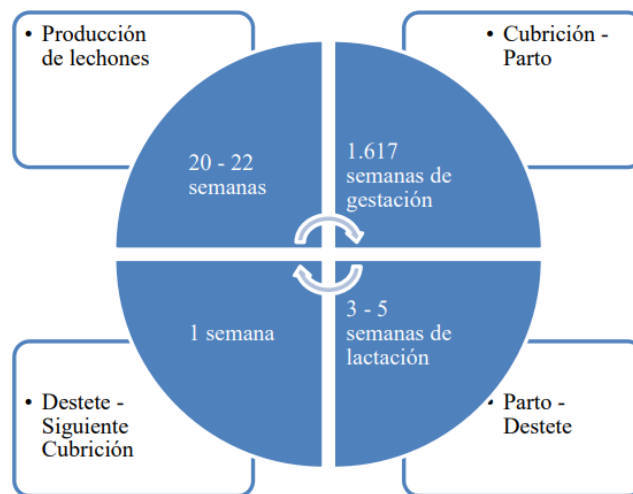 • Producción
de lechones
• Cubrición -
Parto
20 - 22
semanas
1.617
semanas de
gestación
1 semana
3 - 5
semanas de
lactación
• Destete -
Siguiente
Cubrición
• Parto -
Destete